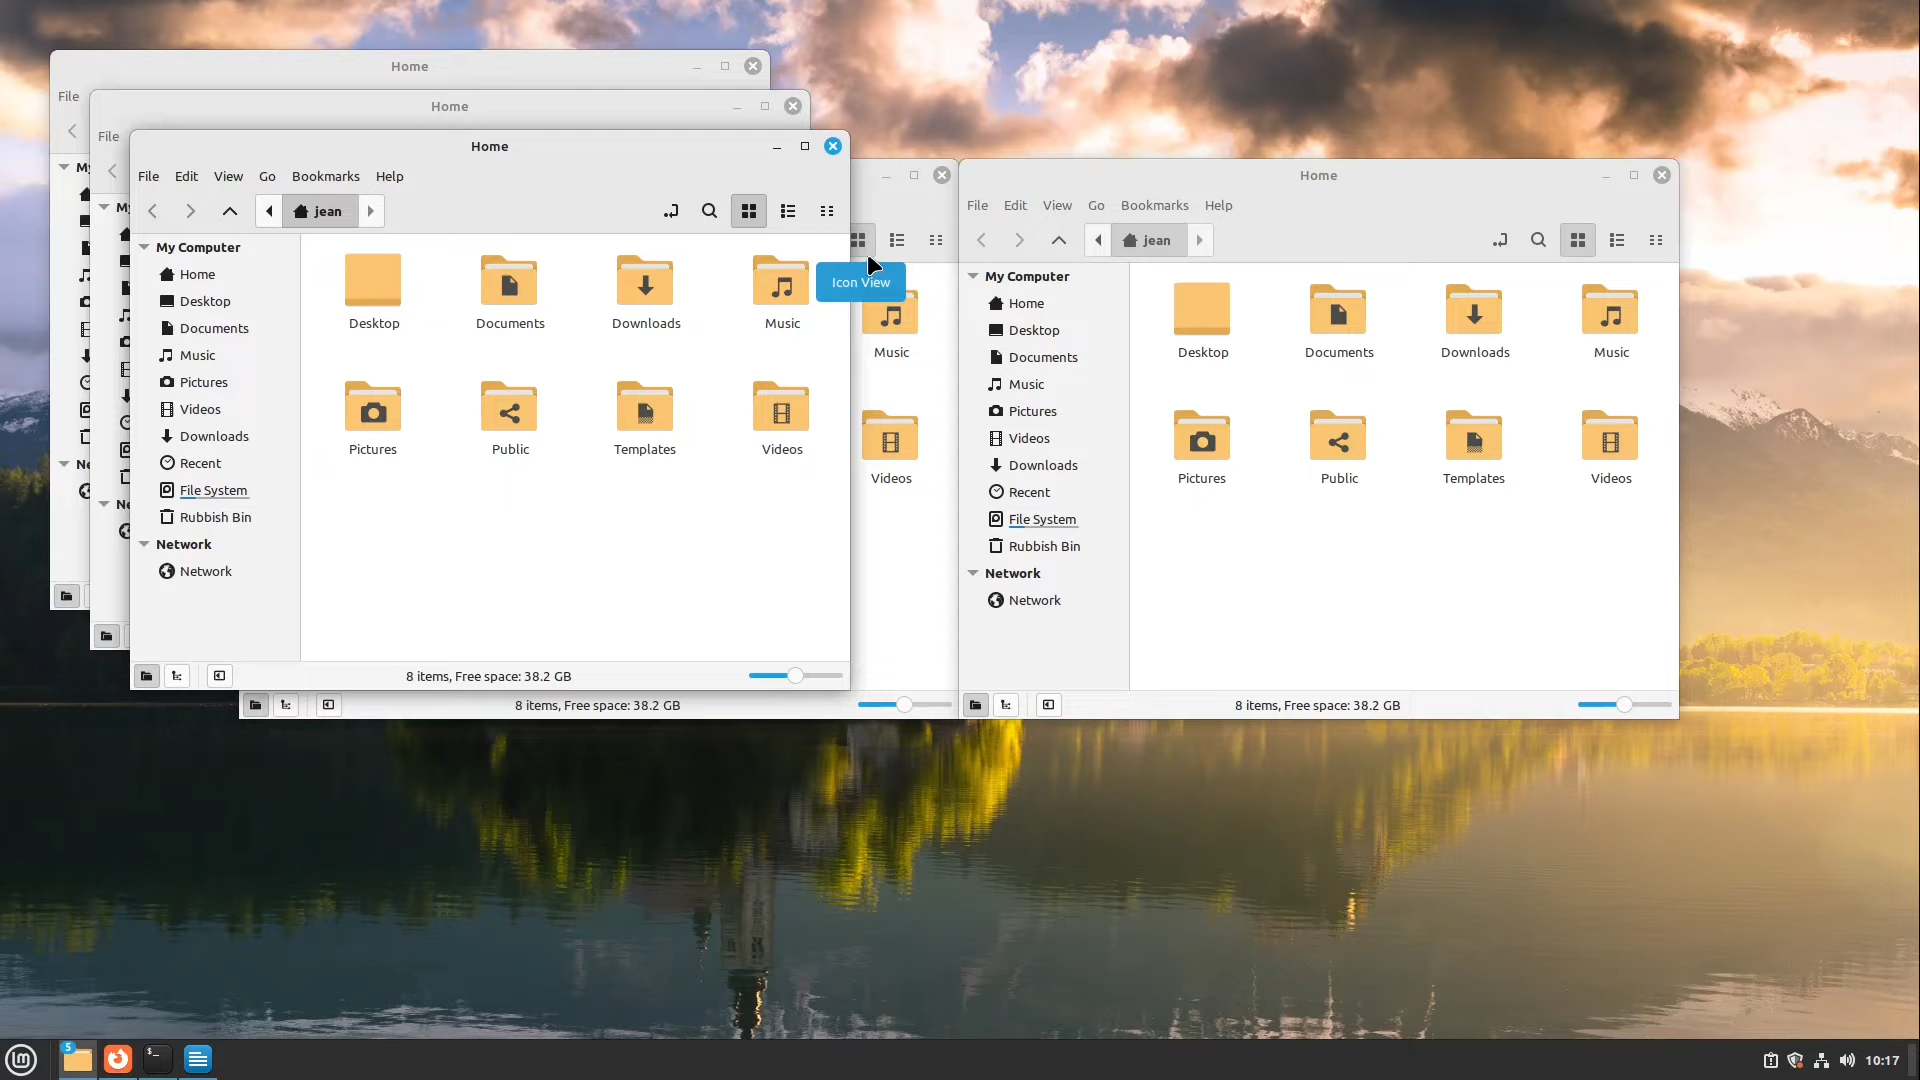 Home
File
My
Ne
Home
File
My
Ne
Home
File Edit View Go Bookmarks Help
jean
My Computer
Home
Desktop
Documents
Music
Pictures
Videos
Downloads
Recent
File System
Rubbish Bin
Network
Network
Desktop Documents Downloads Music
Pictures Public Templates Videos
8 items, Free space: 38.2 GB
Icon View
Music
Videos
8 items, Free space: 38.2 GB
Home
File Edit View Go Bookmarks Help
jean
My Computer
Home
Desktop
Documents
Music
Pictures
Videos
Downloads
Recent
File System
Rubbish Bin
Network
Network
Desktop Documents Downloads Music
Pictures Public Templates Videos
8 items, Free space: 38.2 GB
5
10:17